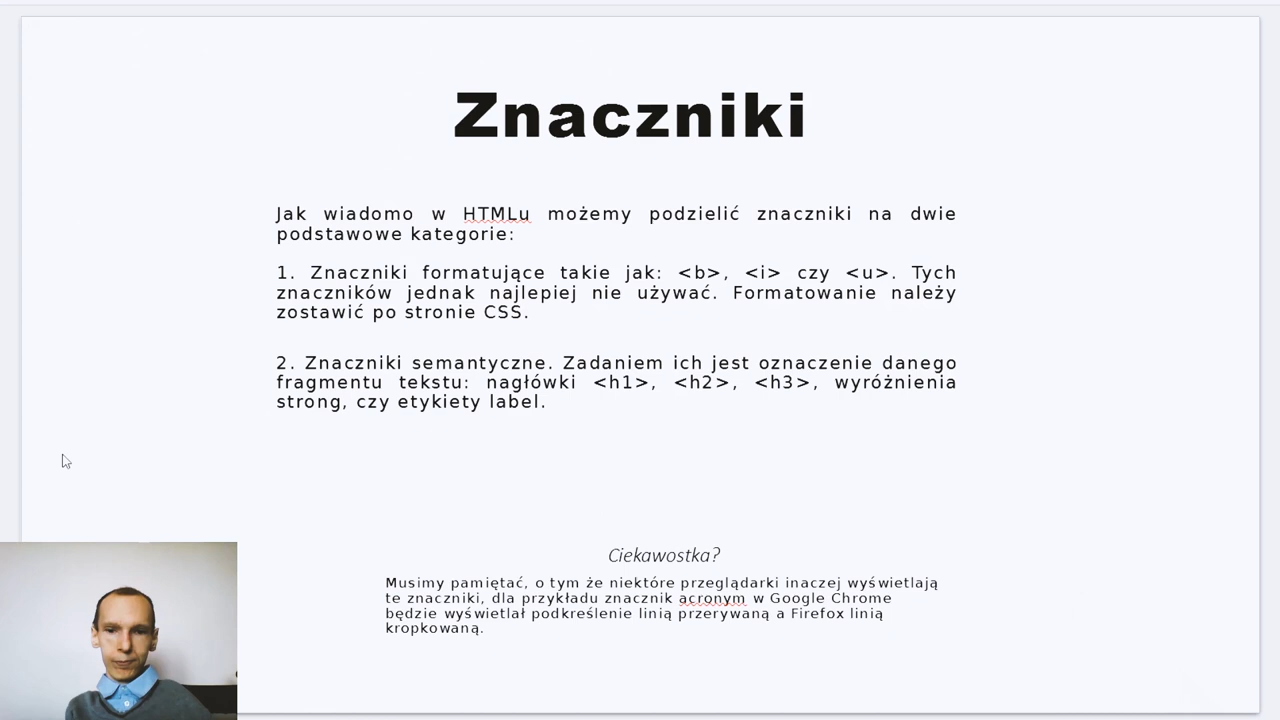 Znaczniki
Jak wiadomo w HTMLu możemy podzielić znaczniki na dwie
podstawowe kategorie:
1. Znaczniki formatujące takie jak: <b>, <i> czy <u>. Tych
znaczników jednak najlepiej nie używać. Formatowanie należy
zostawić po stronie CSS.
2. Znaczniki semantyczne. Zadaniem ich jest oznaczenie danego
fragmentu tekstu: nagłówki <h1>, <h2>, <h3>, wyróżnienia
strong, czy etykiety label.
Ciekawostka?
Musimy pamiętać, o tym że niektóre przeglądarki inaczej wyświetlają
te znaczniki, dla przykładu znacznik acronym w Google Chrome
będzie wyświetlał podkreślenie linią przerywaną a Firefox linią
kropkowaną.